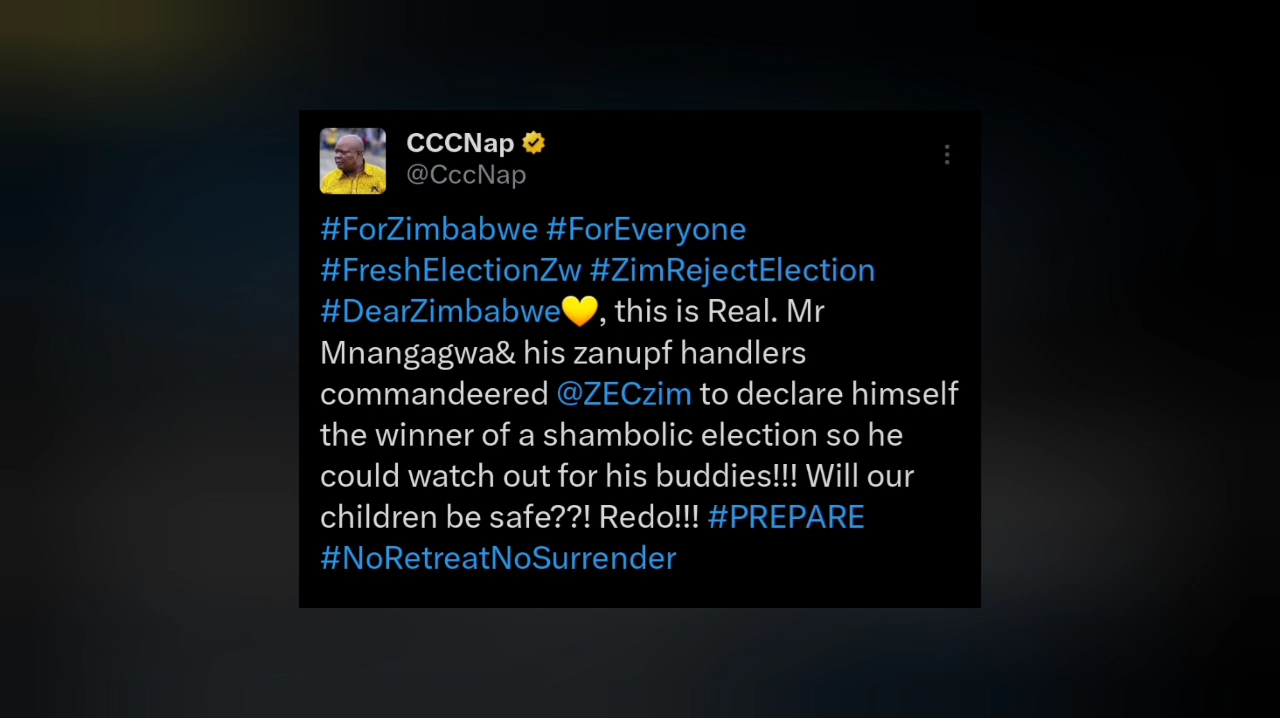 CCCNap
@CccNap
#ForZimbabwe #ForEveryone
#FreshElectionZw #ZimRejectElection
#DearZimbabwe💛, this is Real. Mr
Mnangagwa& his zanupf handlers
commandeered @ZECzim to declare himself
the winner of a shambolic election so he
could watch out for his buddies!!! Will our
children be safe??! Redo!!! #PREPARE
#NoRetreatNoSurrender